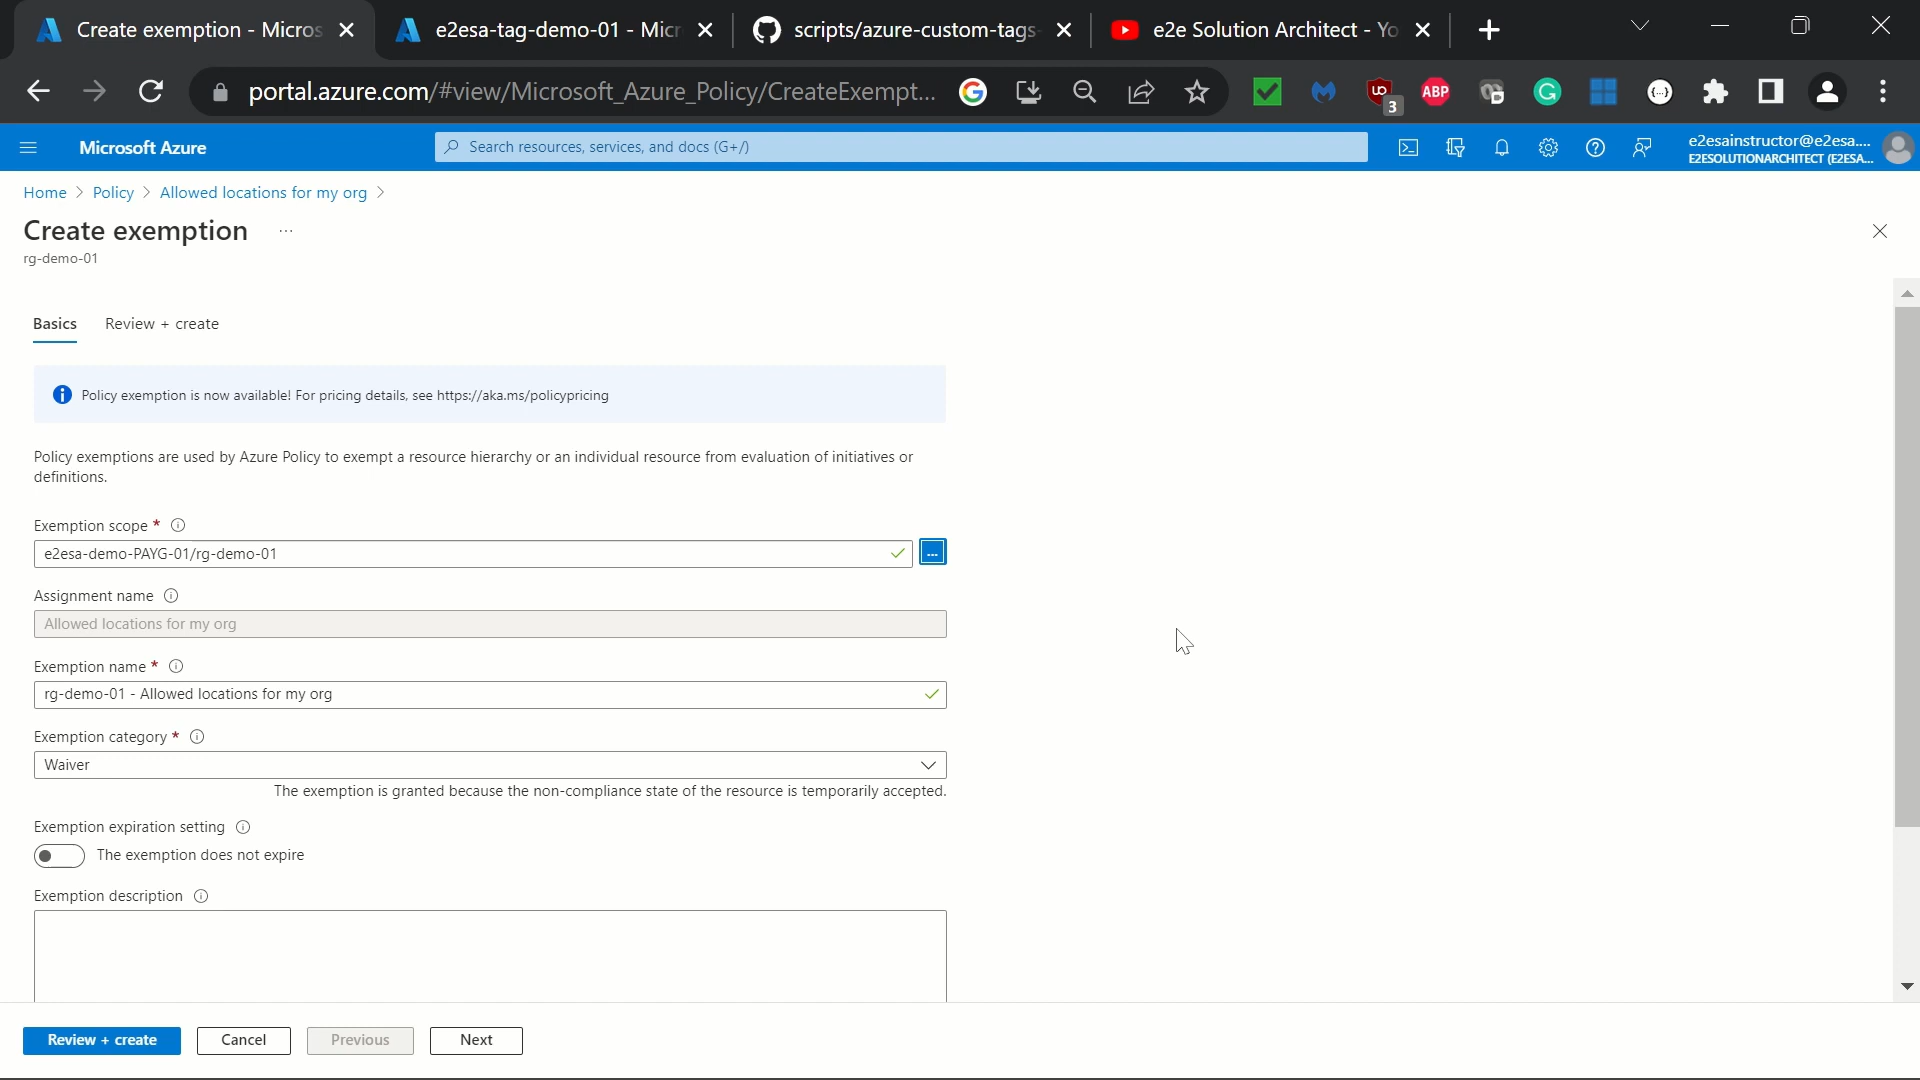 Create exemption - Micros
e2esa-tag-demo-01 - Micr
scripts/azure-custom-tags-
e2e Solution Architect - Yo
portal.azure.com/#view/Microsoft_Azure_Policy/CreateExempt...
3
ABP
Microsoft Azure
Search resources, services, and docs (G+/)
e2esainstructor@e2esa....
E2ESOLUTIONARCHITECT (E2ESA...
Home > Policy > Allowed locations for my org >
Create exemption ...
rg-demo-01
Basics
Review + create
Policy exemption is now available! For pricing details, see https://aka.ms/policypricing
Policy exemptions are used by Azure Policy to exempt a resource hierarchy or an individual resource from evaluation of initiatives or
definitions.
Exemption scope *
e2esa-demo-PAYG-01/rg-demo-01
...
Assignment name
Allowed locations for my org
Exemption name *
rg-demo-01 - Allowed locations for my org
Exemption category *
Waiver
The exemption is granted because the non-compliance state of the resource is temporarily accepted.
Exemption expiration setting
The exemption does not expire
Exemption description
Review + create
Cancel
Previous
Next